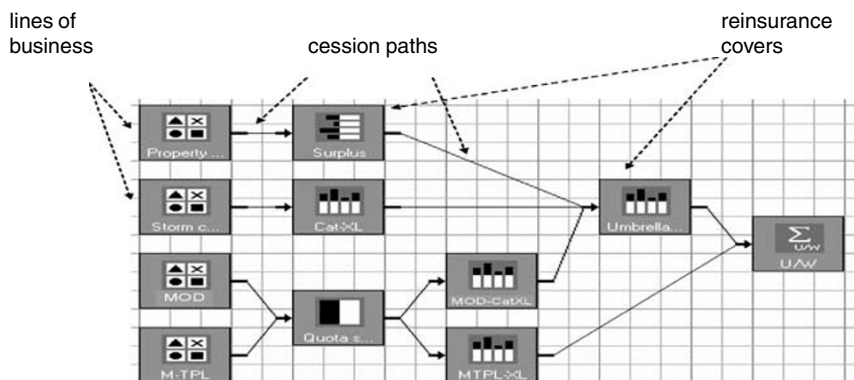 lines of
business
cession paths
reinsurance
covers
Property ...
Surplus
Storm c...
Cat-XL
Umbrella...
Σ
U/W
U/W
MOD
MOD-CatXL
Quota s...
M-TPL
MTPL-XL